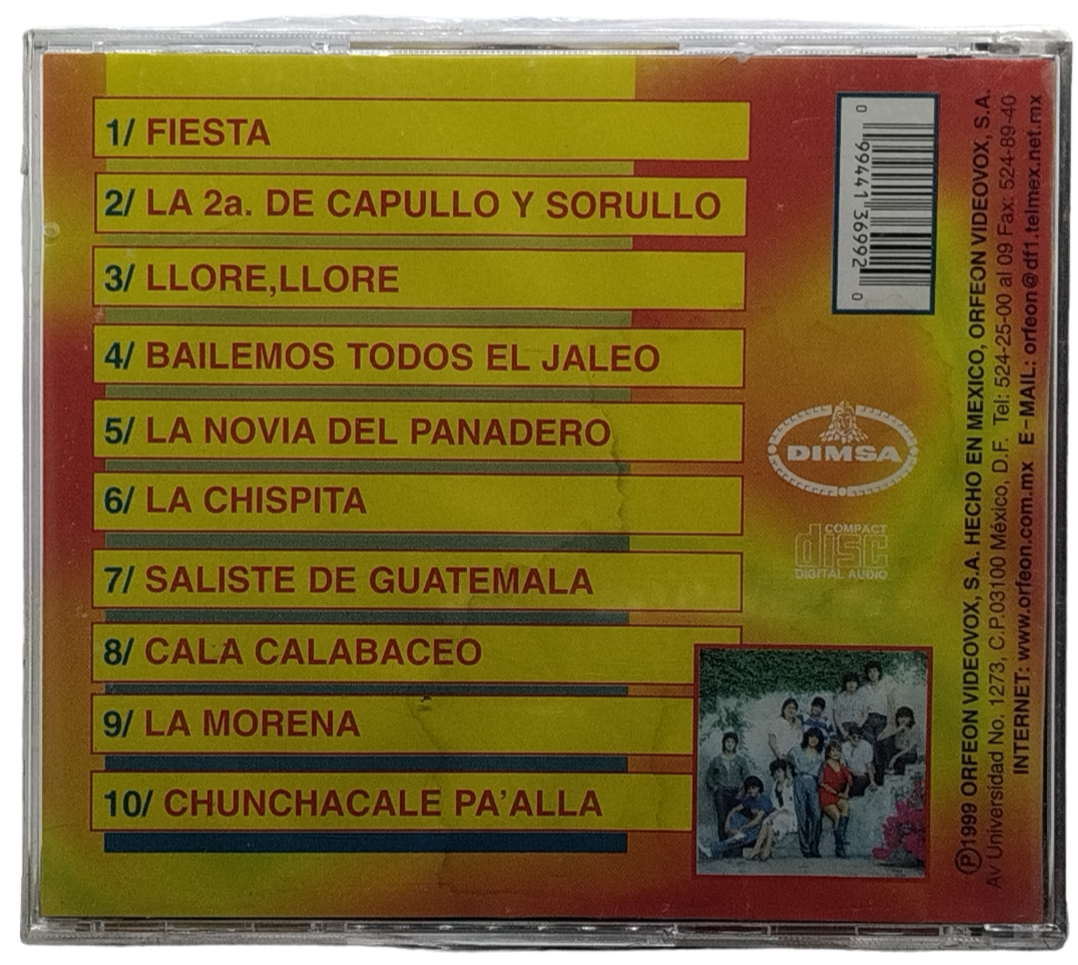 1/ FIESTA
2/ LA 2a. DE CAPULLO Y SORULLO
3/ LLORE,LLORE
4/ BAILEMOS TODOS EL JALEO
5/ LA NOVIA DEL PANADERO
6/ LA CHISPITA
7/ SALISTE DE GUATEMALA
8/ CALA CALABACEO
9/ LA MORENA
10/ CHUNCHACALE PA'ALLA
0 99441 36992 0
DIMSA
COMPACT
disc
DIGITAL AUDIO
Ⓟ1999 ORFEON VIDEOVOX, S.A. HECHO EN MEXICO, ORFEON VIDEOVOX, S.A.
Av Universidad No. 1273, C.P.03100 México, D.F. Tel: 524-25-00 al 09 Fax: 524-89-40
INTERNET: www.orfeon.com.mx E-MAIL: orfeon@df1.telmex.net.mx